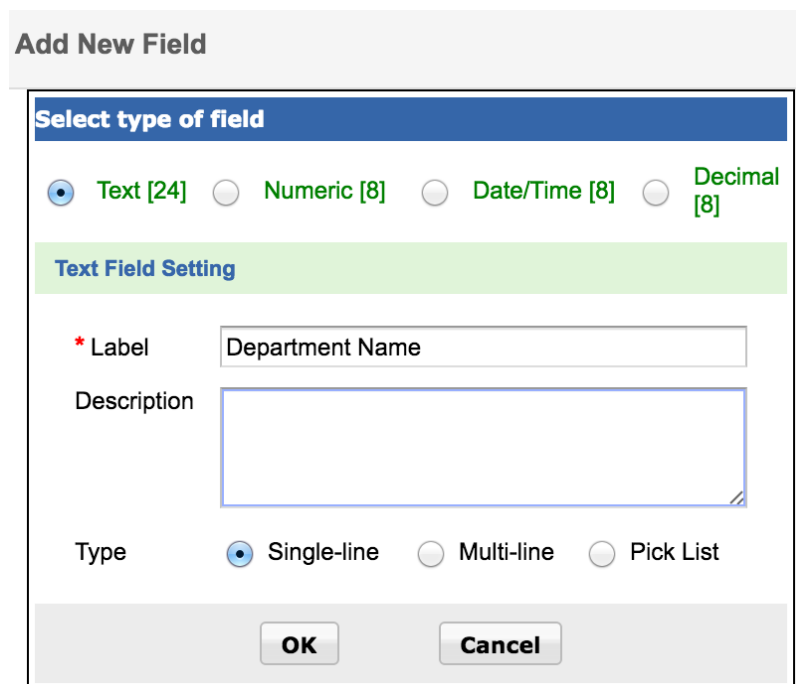 Add New Field
Select type of field
Text [24] Numeric [8] Date/Time [8] Decimal
[8]
Text Field Setting
* Label Department Name
Description
Type Single-line Multi-line Pick List
OK Cancel